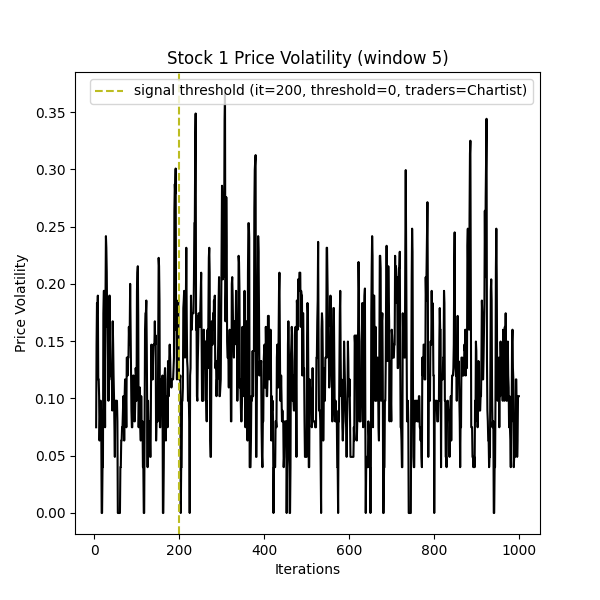 Stock 1 Price Volatility (window 5)
signal threshold (it=200, threshold=0, traders=Chartist)
Price Volatility
0.35
0.30
0.25
0.20
0.15
0.10
0.05
0.00
0 200 400 600 800 1000
Iterations